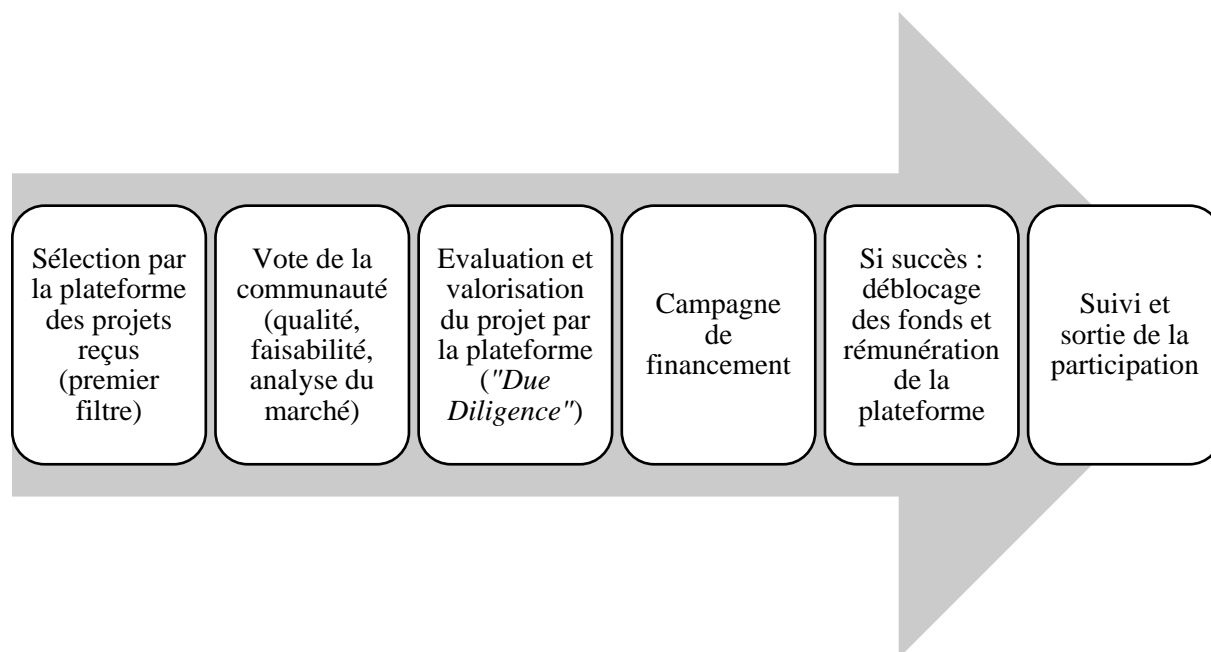 Sélection par
la plateforme
des projets
reçus
(premier
filtre)
Vote de la
communauté
(qualité,
faisabilité,
analyse du
marché)
Evaluation et
valorisation
du projet par
la plateforme
("Due
Diligence")
Campagne
de
financement
Si succès :
déblocage
des fonds et
rémunération
de la
plateforme
Suivi et
sortie de la
participation